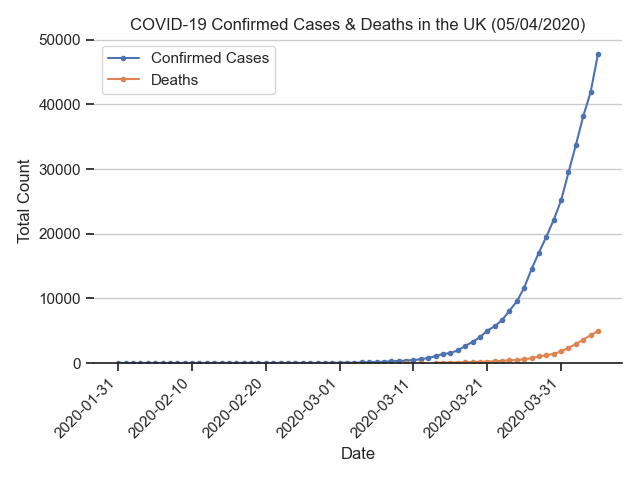 COVID-19 Confirmed Cases & Deaths in the UK (05/04/2020)
Confirmed Cases
Deaths
Total Count
50000
40000
30000
20000
10000
0
2020-01-31
2020-02-10
2020-02-20
2020-03-01
2020-03-11
2020-03-21
2020-03-31
Date